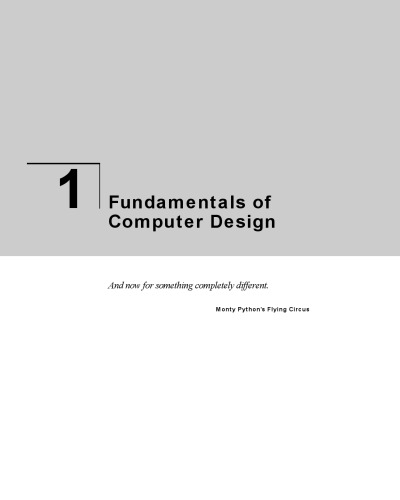 1
Fundamentals of
Computer Design
And now for something completely different.
Monty Python's Flying Circus